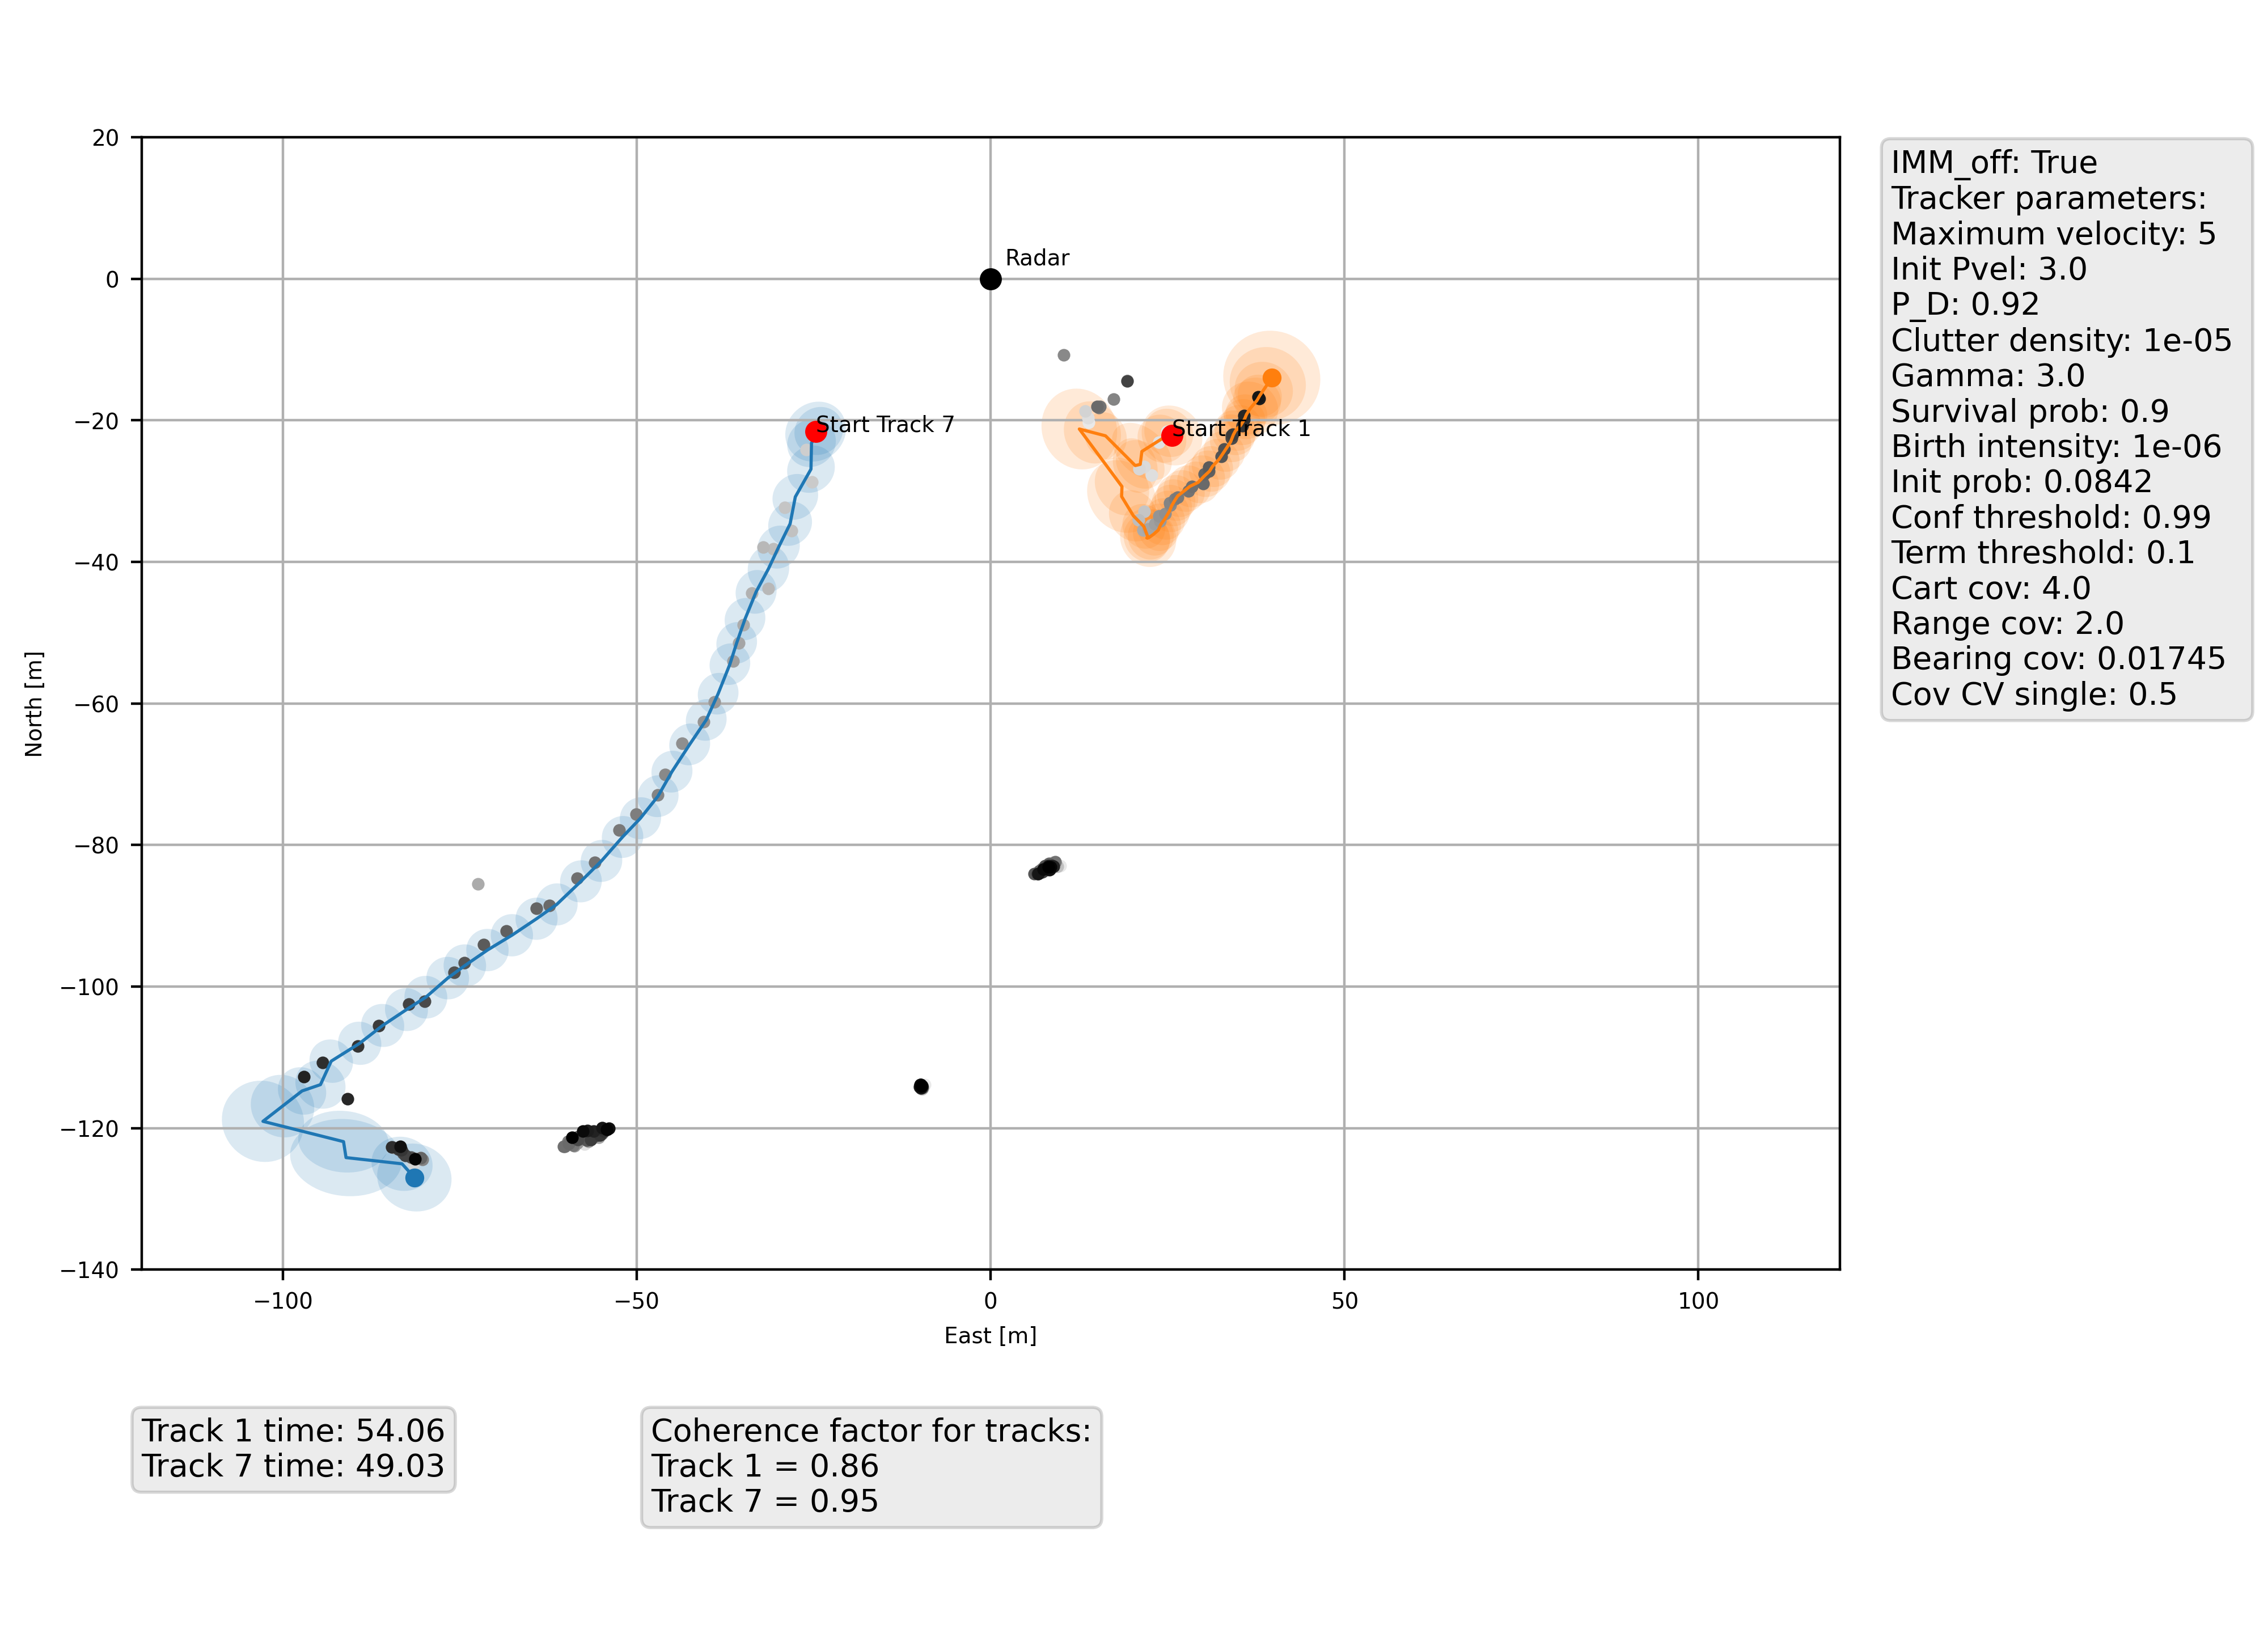 20
0
−20
−40
−60
−80
−100
−120
−140
North [m]
Radar
Start Track 7
Start Track 1
−100
−50
0
50
100
East [m]
IMM_off: True
Tracker parameters:
Maximum velocity: 5
Init Pvel: 3.0
P_D: 0.92
Clutter density: 1e-05
Gamma: 3.0
Survival prob: 0.9
Birth intensity: 1e-06
Init prob: 0.0842
Conf threshold: 0.99
Term threshold: 0.1
Cart cov: 4.0
Range cov: 2.0
Bearing cov: 0.01745
Cov CV single: 0.5
Track 1 time: 54.06
Track 7 time: 49.03
Coherence factor for tracks:
Track 1 = 0.86
Track 7 = 0.95